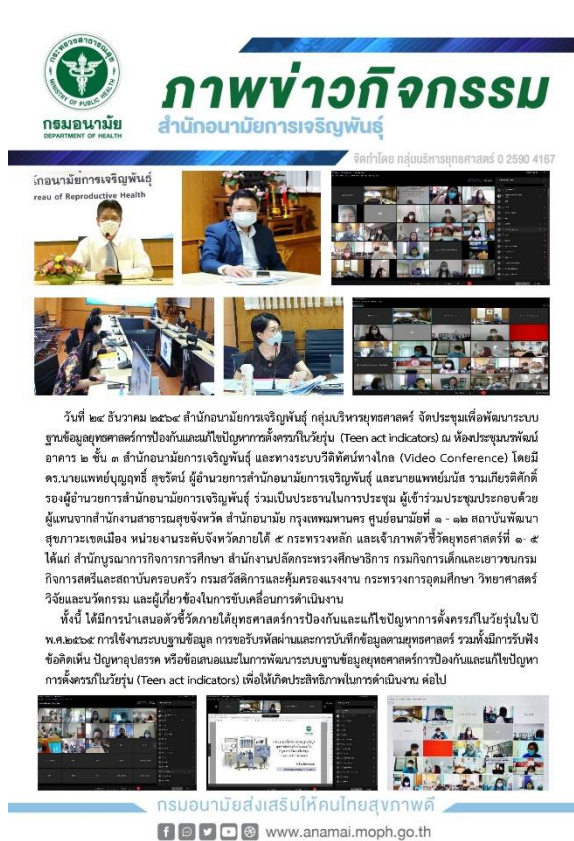 กระทรวงสาธารณสุข
MINISTRY OF PUBLIC HEALTH
กรมอนามัย
DEPARTMENT OF HEALTH
ภาพข่าวกิจกรรม
สำนักอนามัยการเจริญพันธุ์
จัดทำโดย กลุ่มบริหารยุทธศาสตร์ 0 2590 4167
ักอนามัยการเจริญพันธุ์
ureau of Reproductive Health
วันที่ ๒๔ ธันวาคม ๒๕๖๔ สำนักอนามัยการเจริญพันธุ์ กลุ่มบริหารยุทธศาสตร์ จัดประชุมเพื่อพัฒนาระบบ
ฐานข้อมูลยุทธศาสตร์การป้องกันและแก้ไขปัญหาการตั้งครรภ์ในวัยรุ่น (Teen act indicators) ณ ห้องประชุมนรพัฒน์
อาคาร ๒ ชั้น ๓ สำนักอนามัยการเจริญพันธุ์ และทางระบบวีดิทัศน์ทางไกล (Video Conference) โดยมี
ดร.นายแพทย์บุญฤทธิ์ สุขรัตน์ ผู้อำนวยการสำนักอนามัยการเจริญพันธุ์ และนายแพทย์มนัส รามเกียรติศักดิ์
รองผู้อำนวยการสำนักอนามัยการเจริญพันธุ์ ร่วมเป็นประธานในการประชุม ผู้เข้าร่วมประชุมประกอบด้วย
ผู้แทนจากสำนักงานสาธารณสุขจังหวัด สำนักอนามัย กรุงเทพมหานคร ศูนย์อนามัยที่ ๑ - ๑๒ สถาบันพัฒนา
สุขภาวะเขตเมือง หน่วยงานระดับจังหวัดภายใต้ ๕ กระทรวงหลัก และเจ้าภาพตัวชี้วัดยุทธศาสตร์ที่ ๑- ๕
ได้แก่ สำนักบูรณาการกิจการการศึกษา สำนักงานปลัดกระทรวงศึกษาธิการ กรมกิจการเด็กและเยาวชนกรม
กิจการสตรีและสถาบันครอบครัว กรมสวัสดิการและคุ้มครองแรงงาน กระทรวงการอุดมศึกษา วิทยาศาสตร์
วิจัยและนวัตกรรม และผู้เกี่ยวข้องในการขับเคลื่อนการดำเนินงาน
ทั้งนี้ ได้มีการนำเสนอตัวชี้วัดภายใต้ยุทธศาสตร์การป้องกันและแก้ไขปัญหาการตั้งครรภ์ในวัยรุ่นใน ปี
พ.ศ.๒๕๖๕ การใช้งานระบบฐานข้อมูล การขอรับรหัสผ่านและการบันทึกข้อมูลตามยุทธศาสตร์ รวมทั้งมีการรับฟัง
ข้อคิดเห็น ปัญหาอุปสรรค หรือข้อเสนอแนะในการพัฒนาระบบฐานข้อมูลยุทธศาสตร์การป้องกันและแก้ไขปัญหา
การตั้งครรภ์ในวัยรุ่น (Teen act indicators) เพื่อให้เกิดประสิทธิภาพในการดำเนินงาน ต่อไป
กรมอนามัยส่งเสริมให้คนไทยสุขภาพดี
www.anamai.moph.go.th